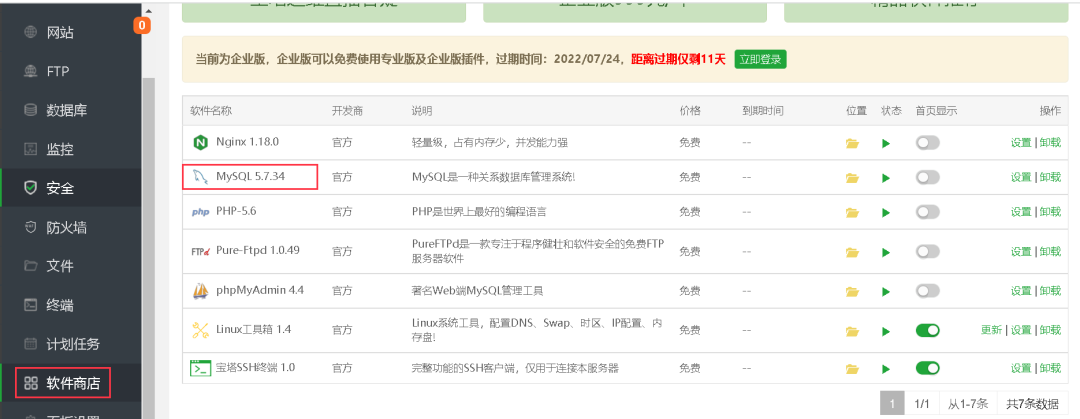 0
网站
FTP
数据库
监控
安全
防火墙
文件
终端
计划任务
软件商店
当前为企业版，企业版可以免费使用专业版及企业版插件，过期时间：2022/07/24，距离过期仅剩11天 立即登录
软件名称 开发商 说明 价格 到期时间 位置 状态 首页显示 操作
Nginx 1.18.0 官方 轻量级，占有内存少，并发能力强 免费 -- 设置 | 卸载
MySQL 5.7.34 官方 MySQL是一种关系数据库管理系统! 免费 -- 设置 | 卸载
php PHP-5.6 官方 PHP是世界上最好的编程语言 免费 -- 设置 | 卸载
FTP Pure-Ftpd 1.0.49 官方 PureFTPd是一款专注于程序健壮和软件安全的免费FTP
服务器软件 免费 -- 设置 | 卸载
phpMyAdmin 4.4 官方 著名Web端MySQL管理工具 免费 -- 设置 | 卸载
Linux工具箱 1.4 官方 Linux系统工具，配置DNS、Swap、时区、IP配置、内
存盘! 免费 -- 更新 | 设置 | 卸载
宝塔SSH终端 1.0 官方 完整功能的SSH客户端，仅用于连接本服务器 免费 -- 设置 | 卸载
1 1/1 从1-7条 共7条数据